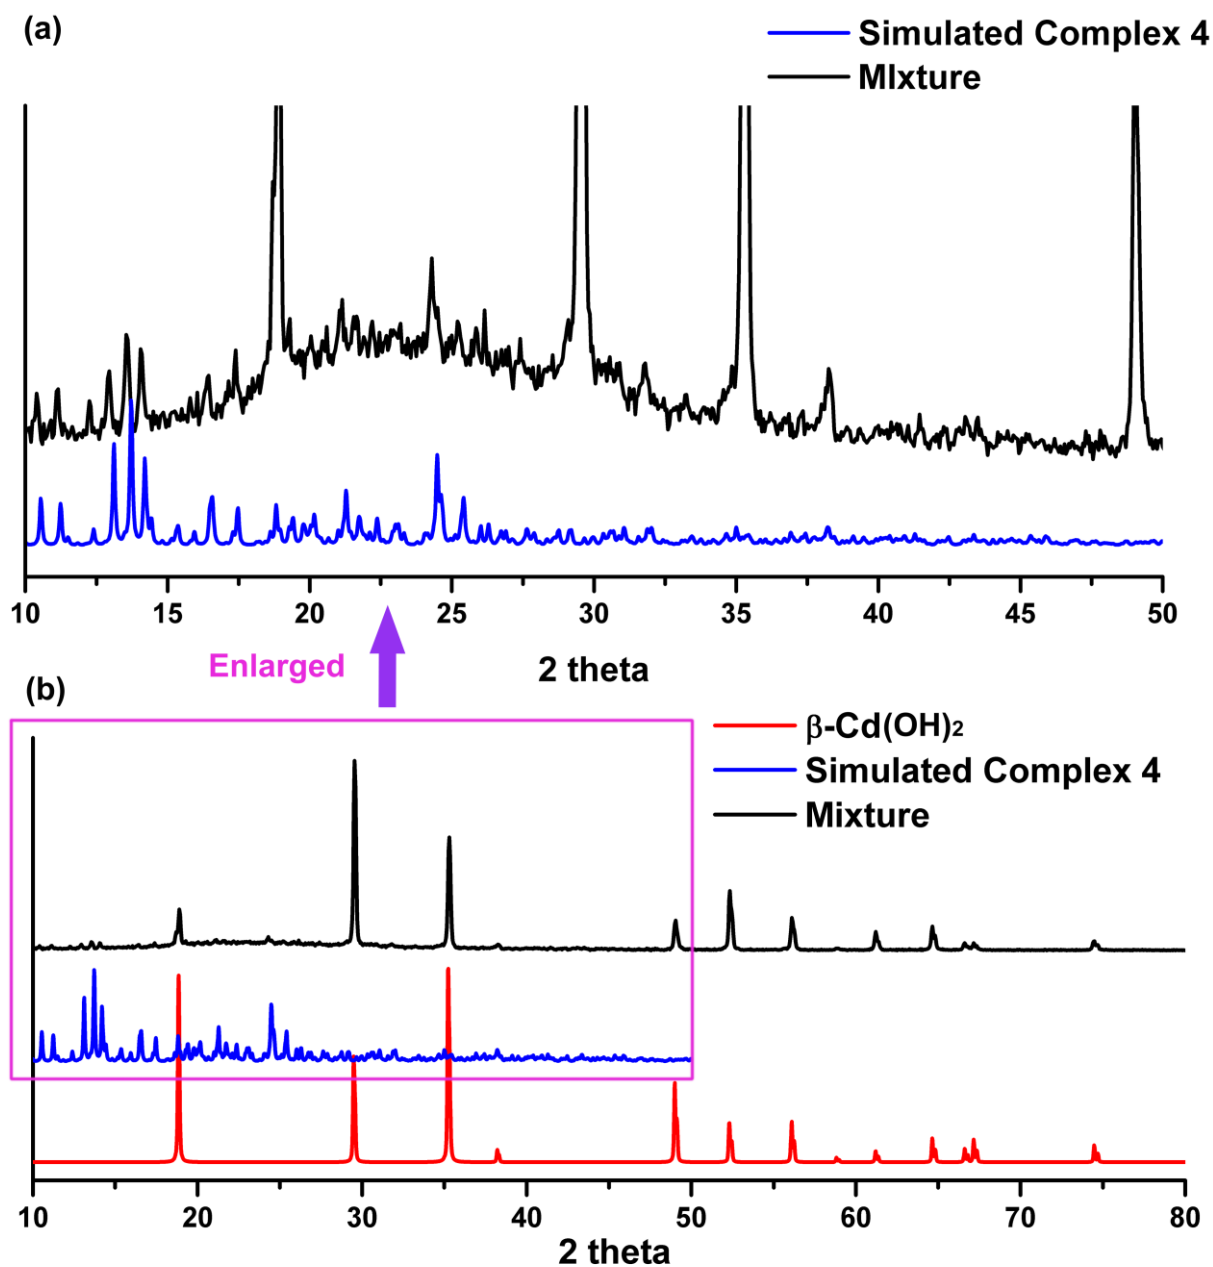 (a)
Simulated Complex 4
MIxture
10 15 20 25 30 35 40 45 50
Enlarged
2 theta
(b)
β-Cd(OH)2
Simulated Complex 4
Mixture
10 20 30 40 50 60 70 80
2 theta